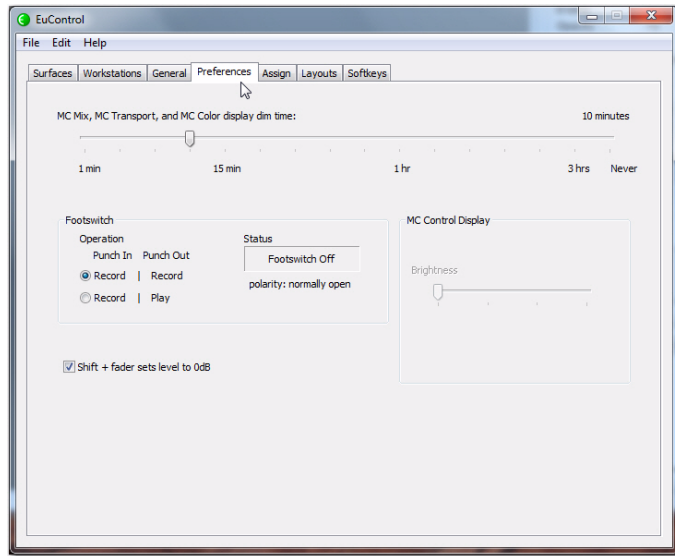 EuControl
File Edit Help
Surfaces Workstations General Preferences Assign Layouts Softkeys
MC Mix, MC Transport, and MC Color display dim time: 10 minutes
1 min 15 min 1 hr 3 hrs Never
Footswitch
Operation
Punch In Punch Out
Record | Record
Record | Play
Status
Footswitch Off
polarity: normally open
MC Control Display
Brightness
Shift + fader sets level to 0dB